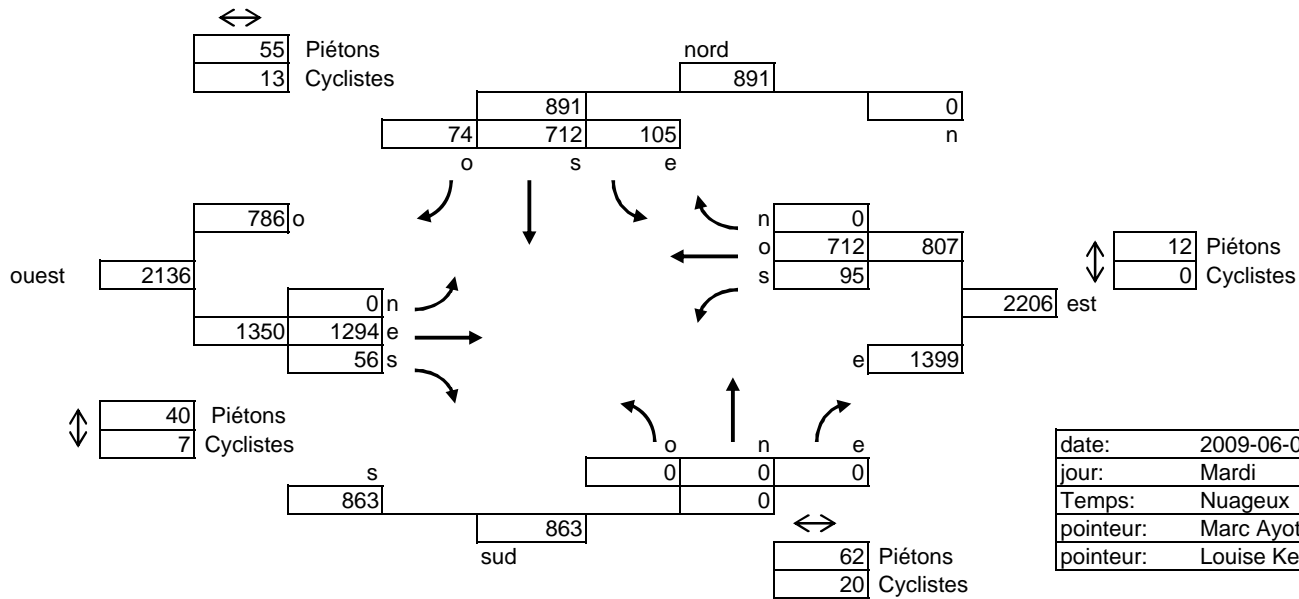 55 Piétons
nord
13 Cyclistes
891
891
0
74 712 105
n
o s e
786 o
n 0
o 712 807
12 Piétons
s 95
0 Cyclistes
ouest 2136
0 n
2206 est
1350 1294 e
56 s
e 1399
40 Piétons
7 Cyclistes
o n e
date:
s
0 0 0
jour: Mardi
863
0
Temps: Nuageux
863
pointeur: Marc
sud
62 Piétons
pointeur: Louise
20 Cyclistes